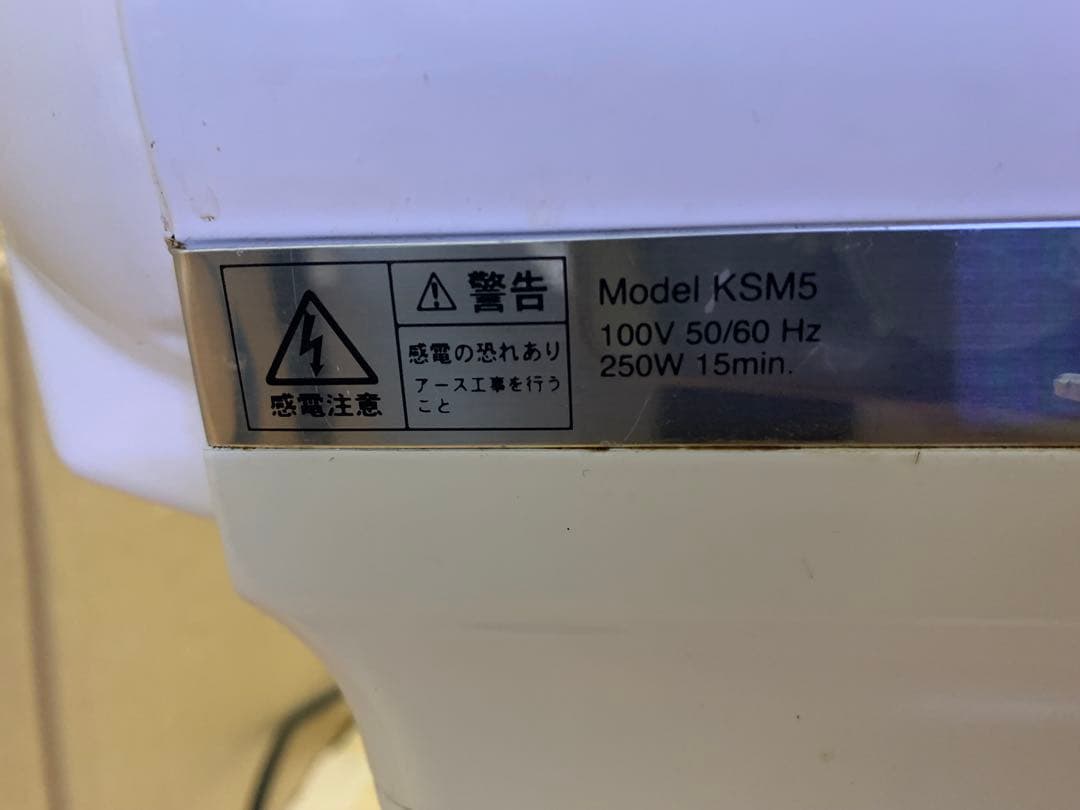 感電注意
警告
感電の恐れあり
アース工事を行う
こと
Model KSM5
100V 50/60 Hz
250W 15min.